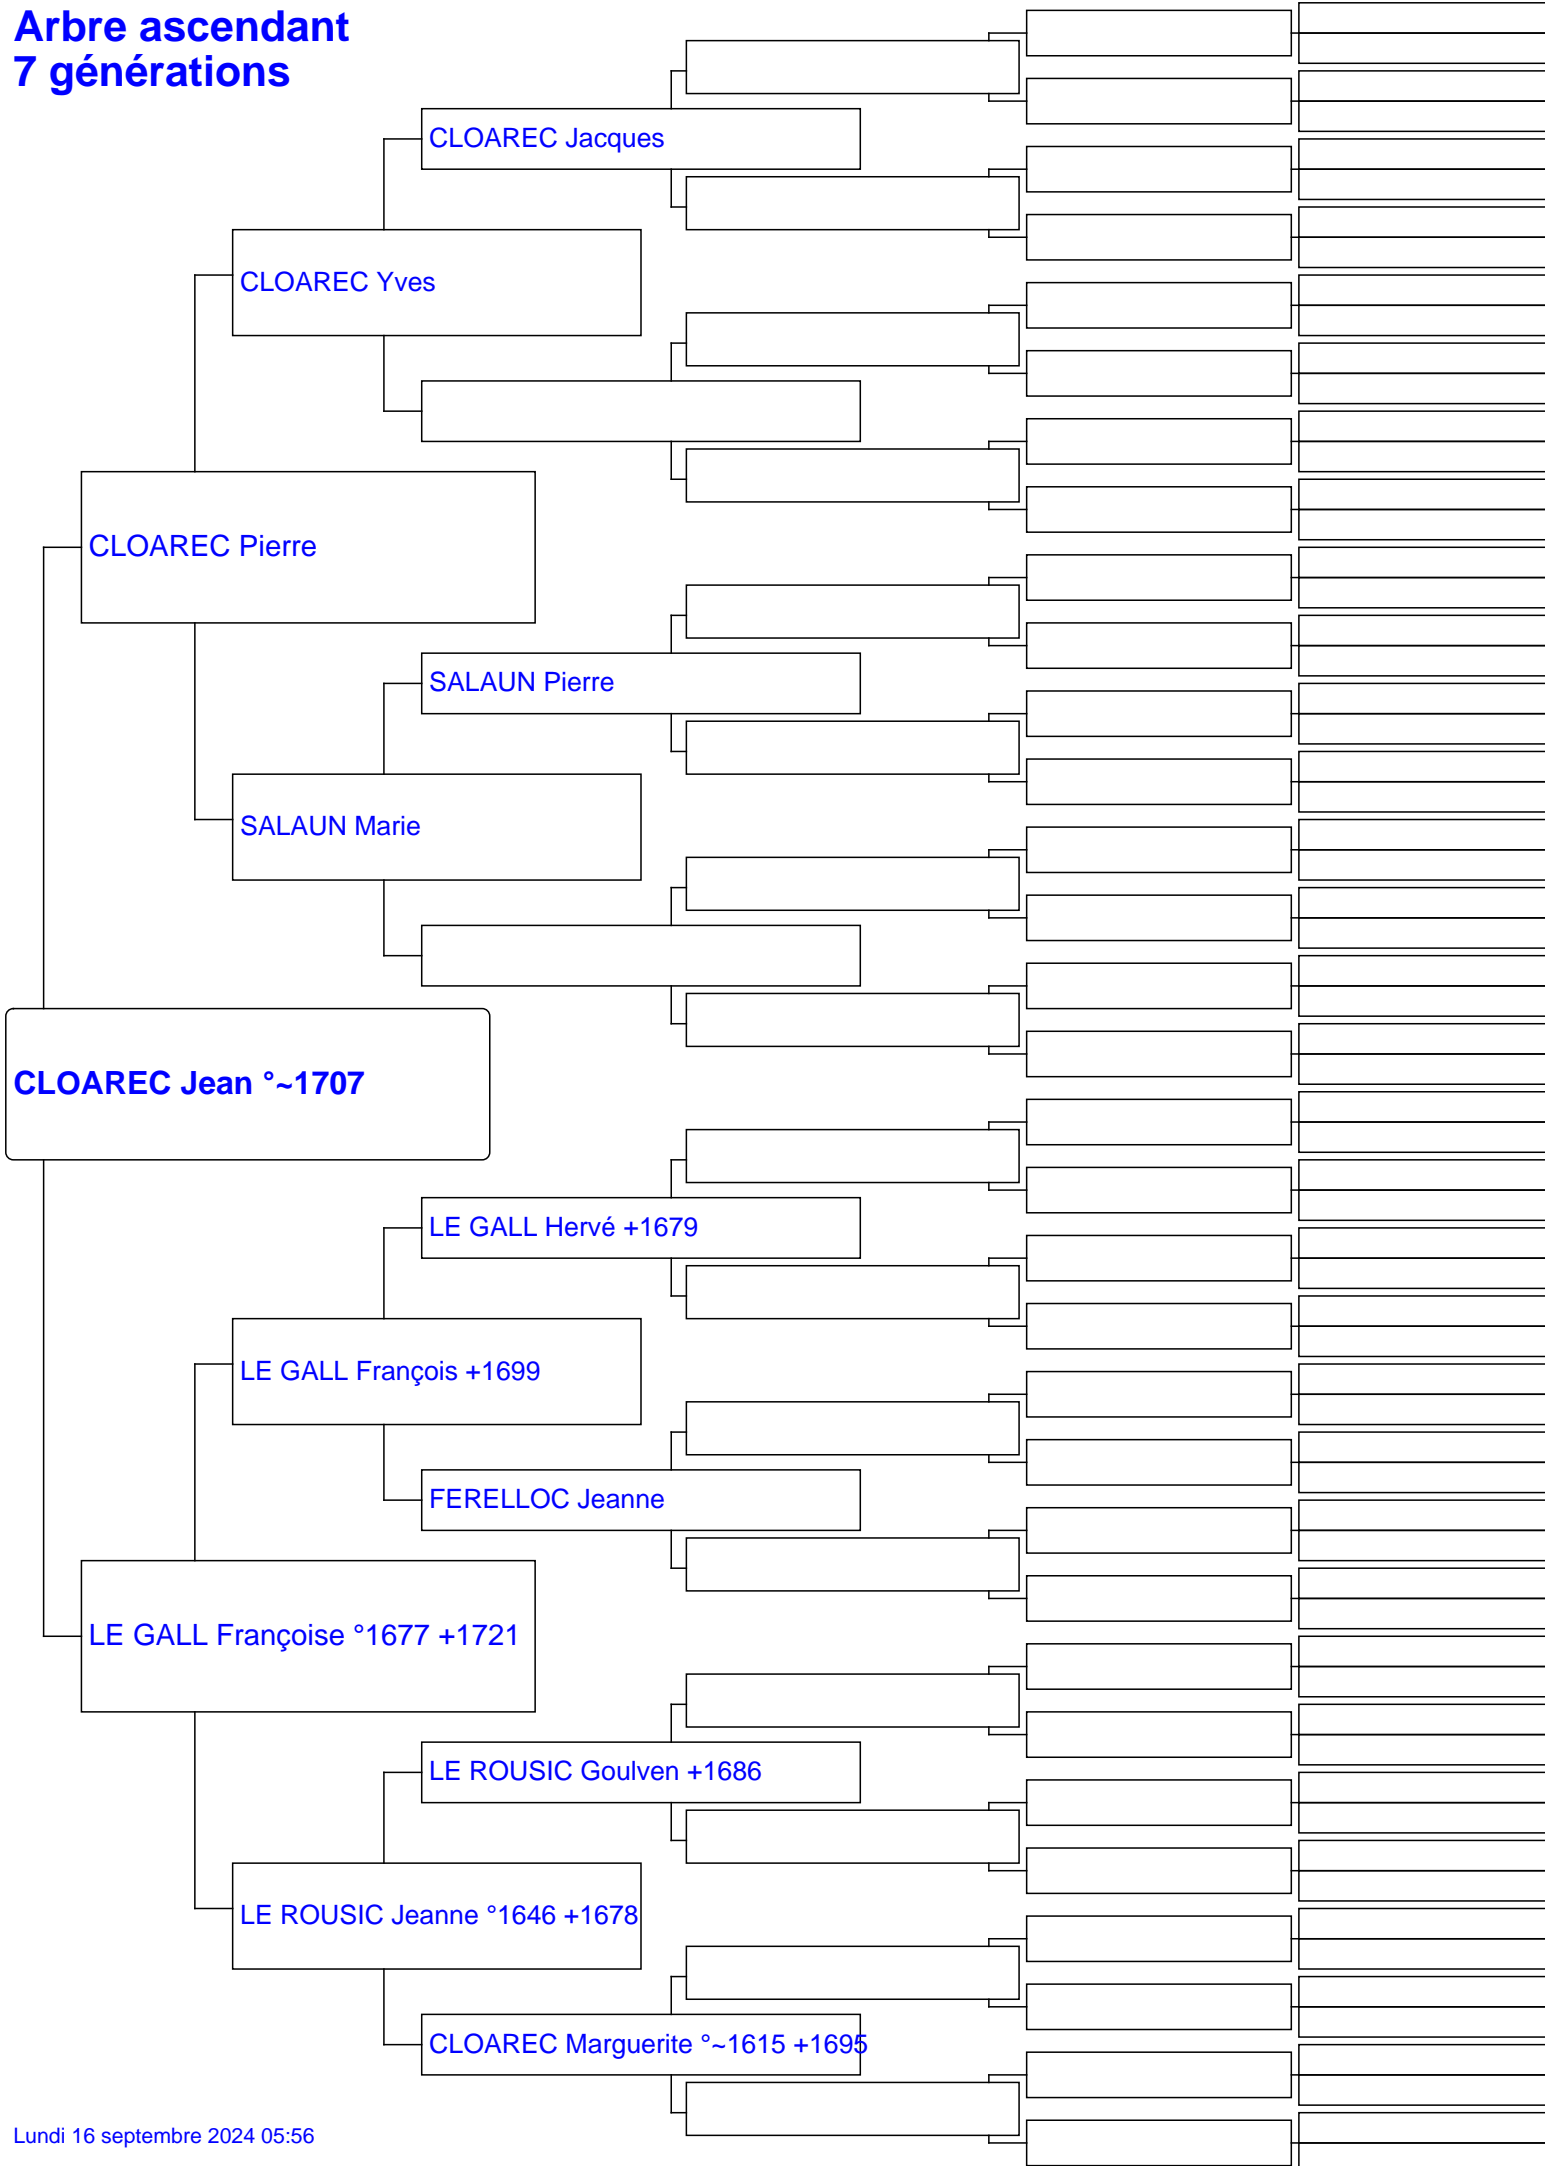 Arbre ascendant
7 générations
CLOAREC Jacques
CLOAREC Yves
CLOAREC Pierre
SALAUN Pierre
SALAUN Marie
CLOAREC Jean °~1707
LE GALL Hervé +1679
LE GALL François +1699
FERELLOC Jeanne
LE GALL Françoise °1677 +1721
LE ROUSIC Goulven +1686
LE ROUSIC Jeanne °1646 +1678
CLOAREC Marguerite °~1615 +1695
Lundi 16 septembre 2024 05:56